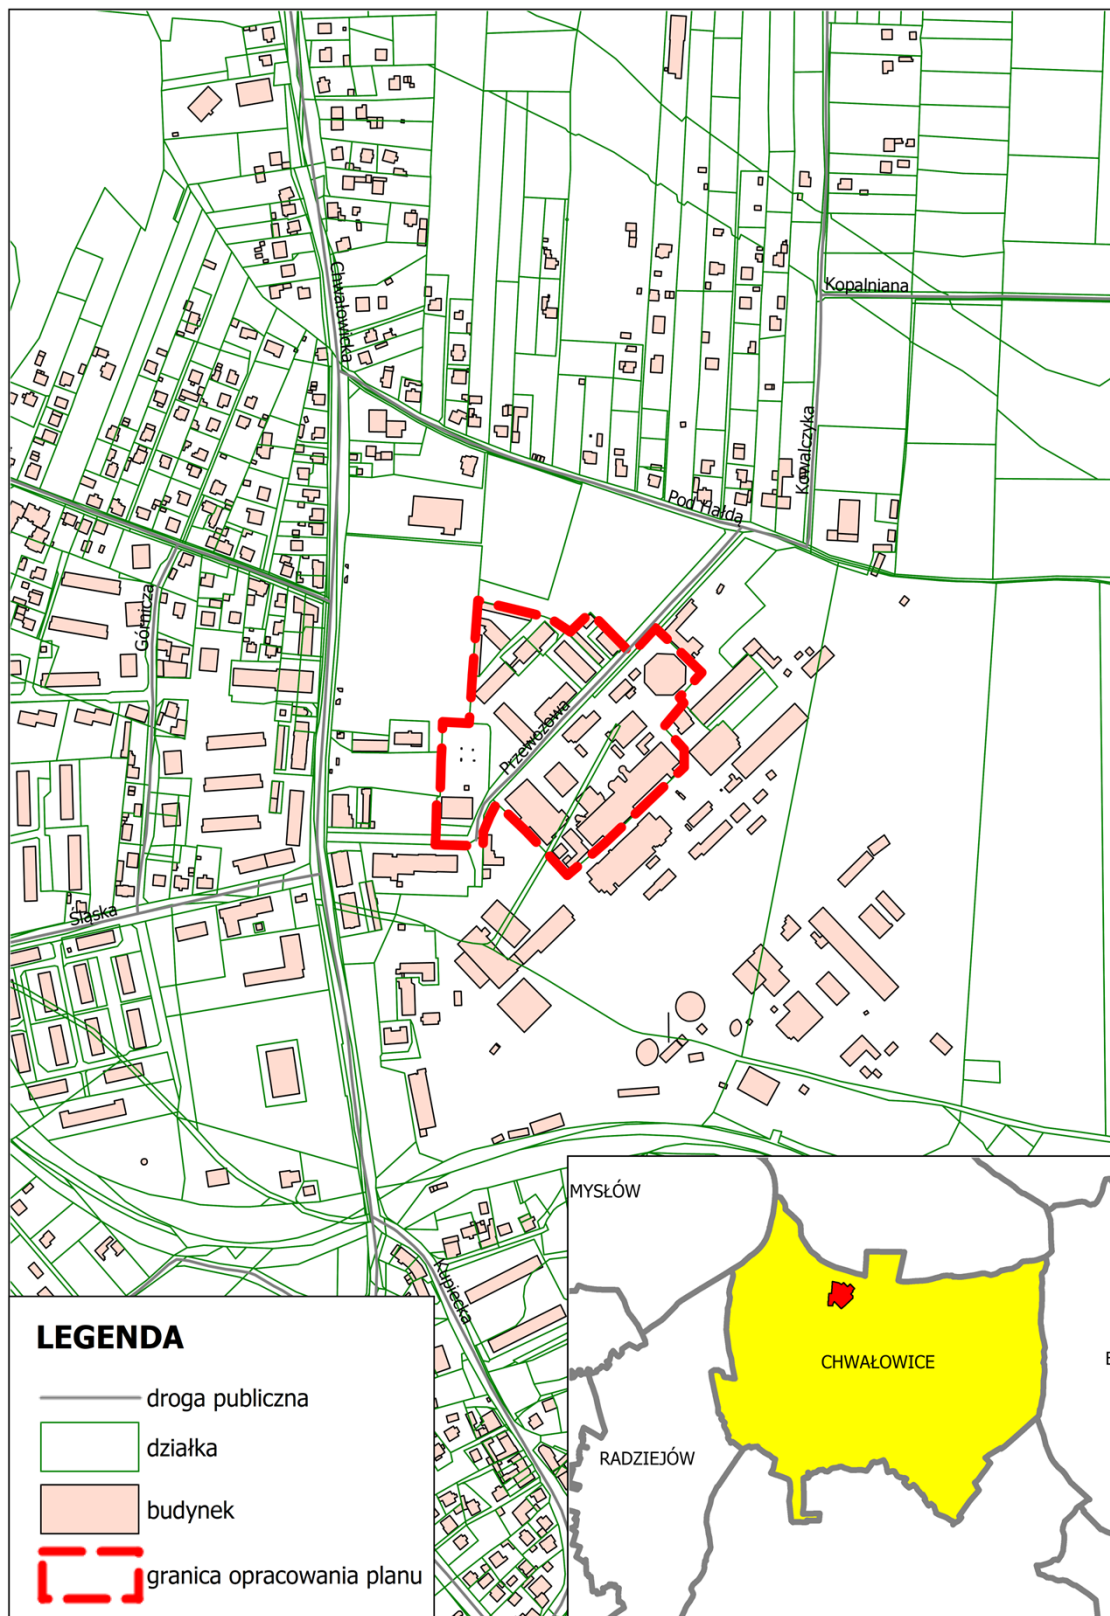 Kopalniana
Chwałowicka
Kowalczyka
Pod Hałdą
Górnicza
Przewozowa
Śląska
Kupiecka
MYSŁÓW
CHWAŁOWICE
RADZIEJÓW
LEGENDA
droga publiczna
działka
budynek
granica opracowania planu